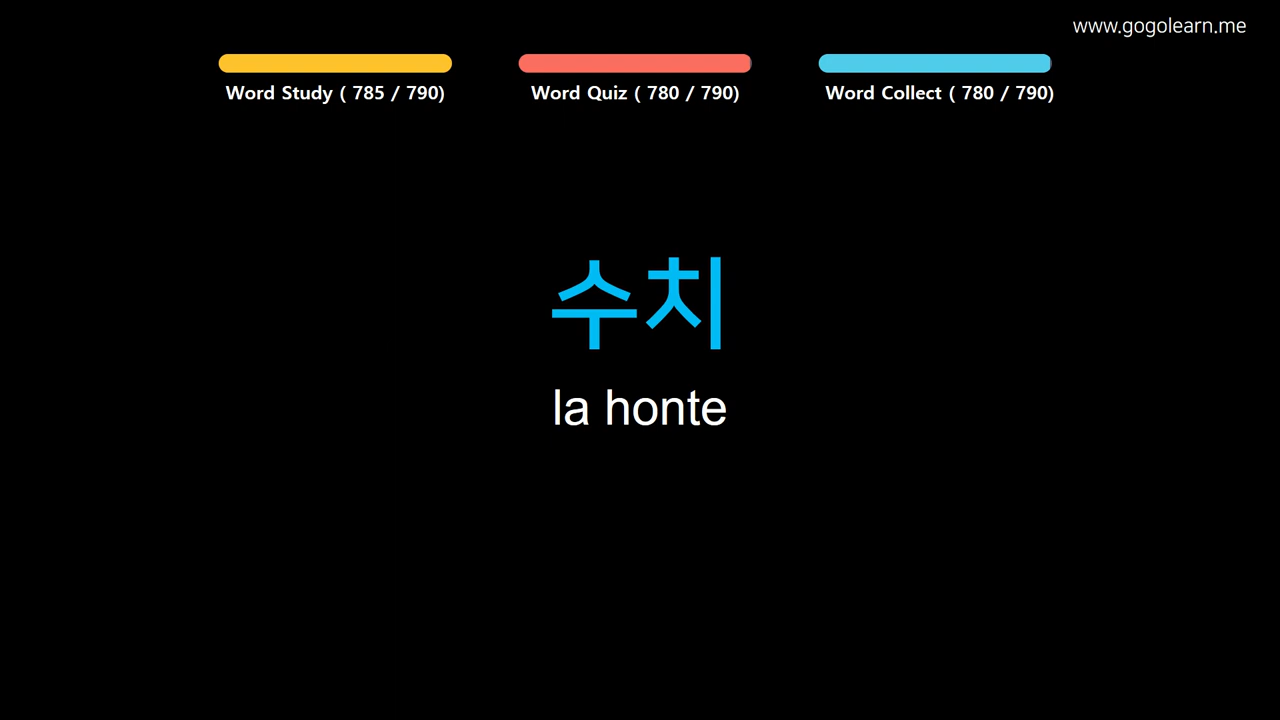 www.gogolearn.me
Word Study ( 785 / 790)
Word Quiz ( 780 / 790)
Word Collect ( 780 / 790)
수치
la honte